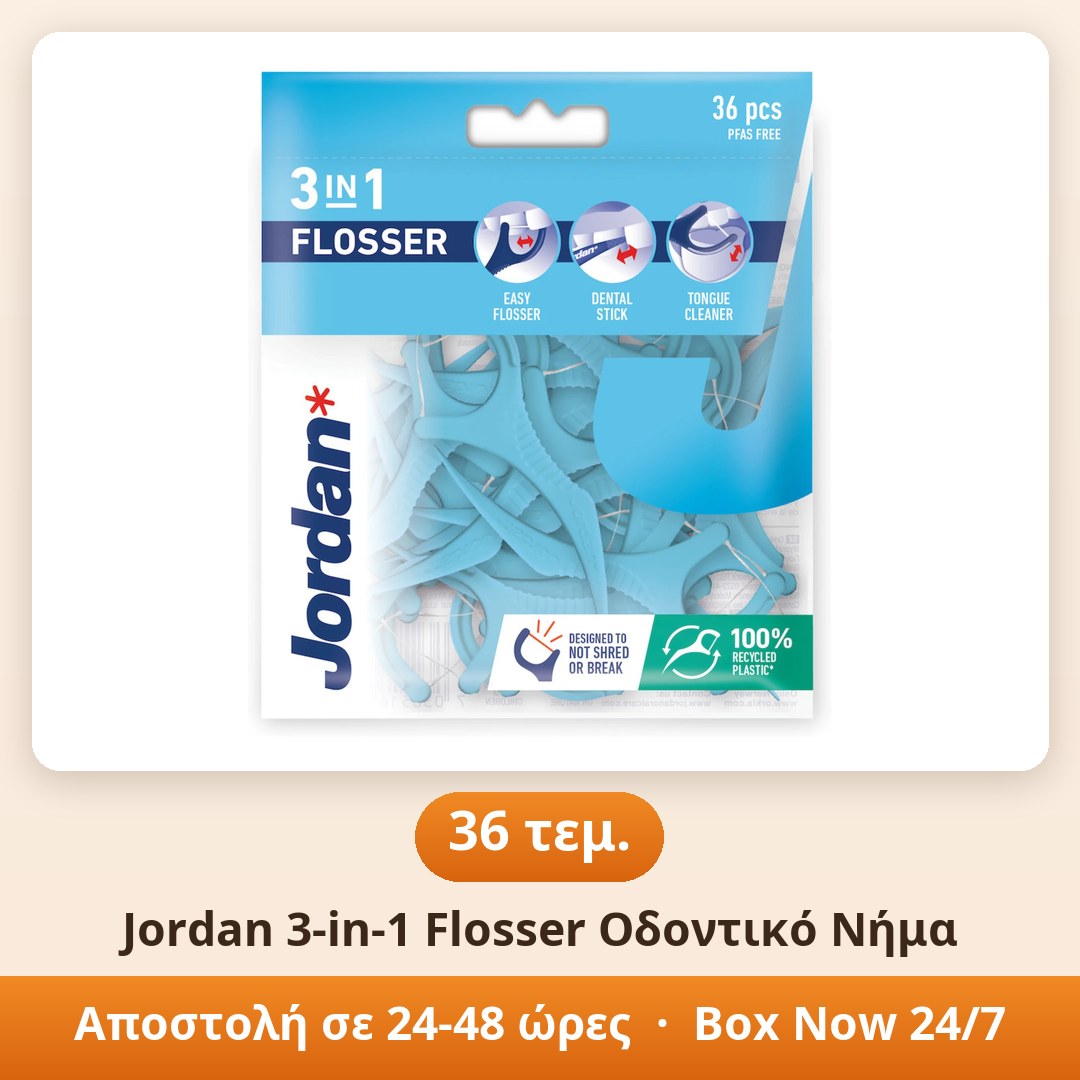 36 pcs
PFAS FREE
3 IN 1
FLOSSER
EASY
FLOSSER
DENTAL
STICK
TONGUE
CLEANER
Jordan*
DESIGNED TO
NOT SHRED
OR BREAK
100%
RECYCLED
PLASTIC*
36 τεμ.
Jordan 3-in-1 Flosser Οδοντικό Νήμα
Αποστολή σε 24-48 ώρες · Box Now 24/7